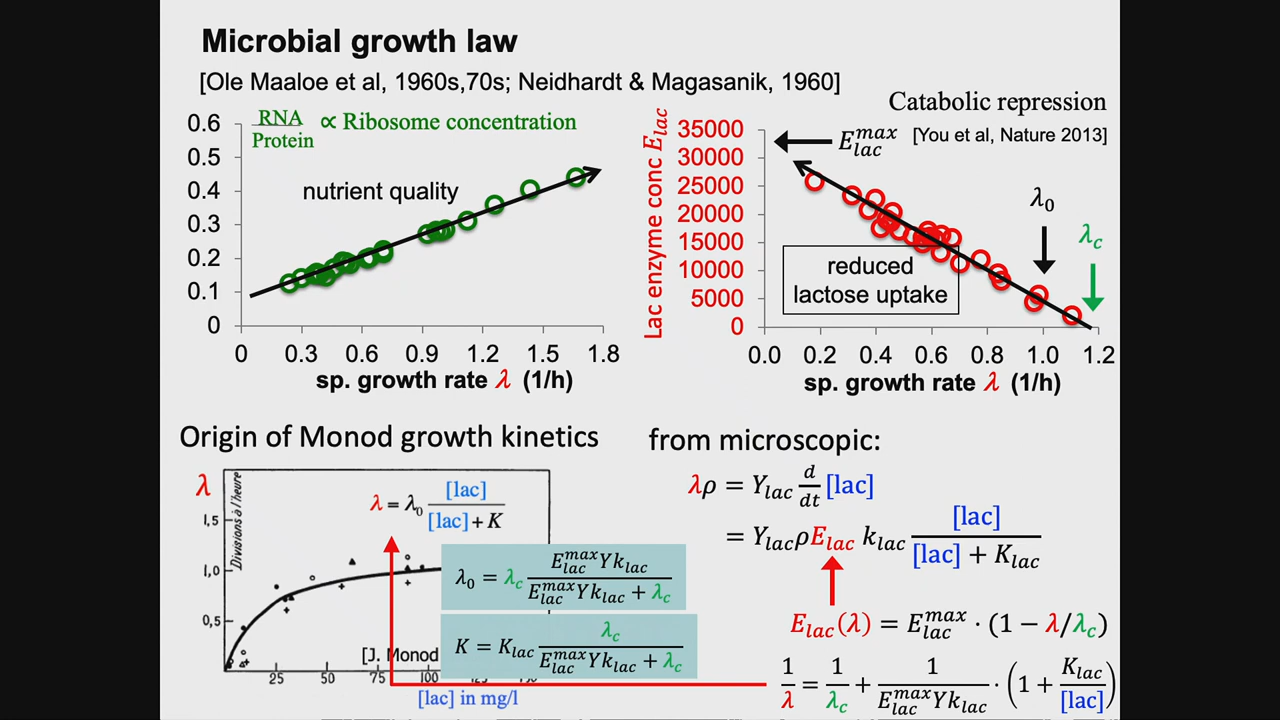 Microbial growth law
[Ole Maaloe et al, 1960s,70s; Neidhardt & Magasanik, 1960]
RNA
Protein
∝ Ribosome concentration
nutrient quality
0.6
0.5
0.4
0.3
0.2
0.1
0
0 0.3 0.6 0.9 1.2 1.5 1.8
sp. growth rate λ (1/h)
Catabolic repression
[You et al, Nature 2013]
E_lac^max
Lac enzyme conc E_lac
35000
30000
25000
20000
15000
10000
5000
0
λ_0
λ_c
reduced
lactose uptake
0.0 0.2 0.4 0.6 0.8 1.0 1.2
sp. growth rate λ (1/h)
Origin of Monod growth kinetics
λ
Divisions à l'heure
1,5
1,0
0,5
λ = λ_0 [lac] / ([lac] + K)
λ_0 = λ_c E_lac^max Y k_lac / (E_lac^max Y k_lac + λ_c)
K = K_lac λ_c / (E_lac^max Y k_lac + λ_c)
[J. Monod
25 50 75 100
[lac] in mg/l
from microscopic:
λρ = Y_lac d/dt [lac]
= Y_lac ρ E_lac k_lac [lac] / ([lac] + K_lac)
E_lac(λ) = E_lac^max · (1 − λ/λ_c)
1/λ = 1/λ_c + 1/(E_lac^max Y k_lac) · (1 + K_lac/[lac])